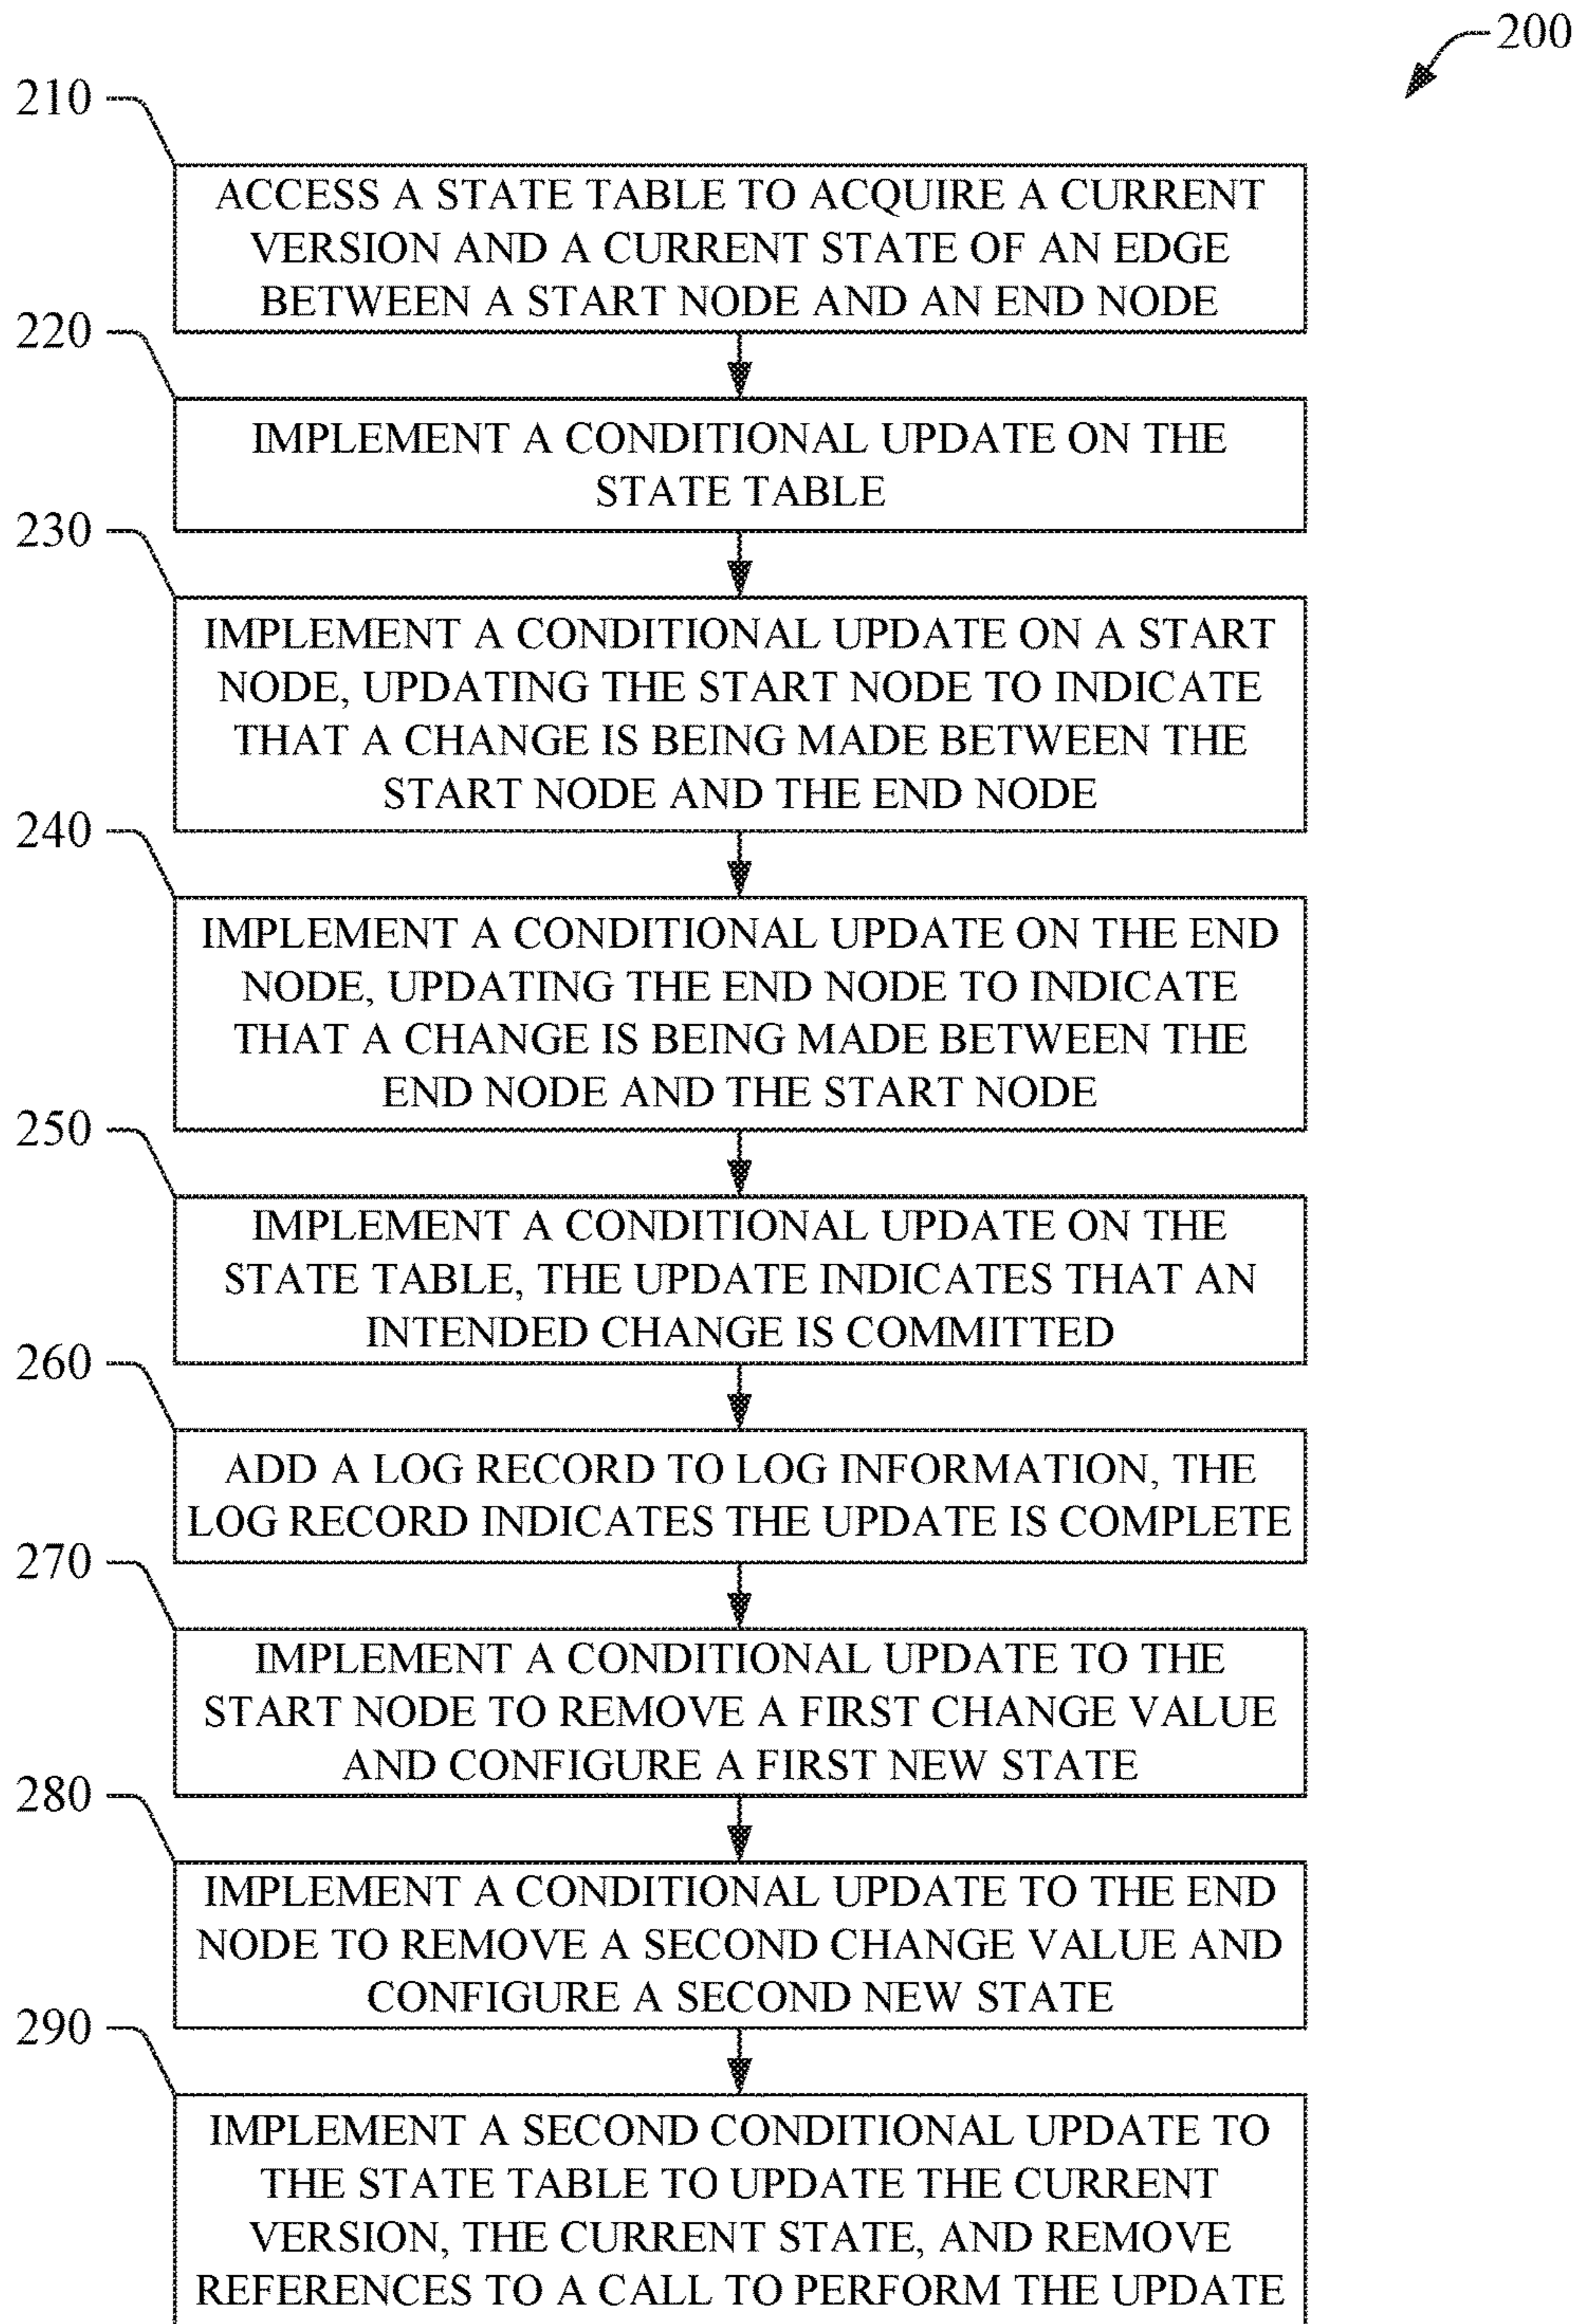 200
210
ACCESS A STATE TABLE TO ACQUIRE A CURRENT
VERSION AND A CURRENT STATE OF AN EDGE
BETWEEN A START NODE AND AN END NODE
220
IMPLEMENT A CONDITIONAL UPDATE ON THE
STATE TABLE
230
IMPLEMENT A CONDITIONAL UPDATE ON A START
NODE, UPDATING THE START NODE TO INDICATE
THAT A CHANGE IS BEING MADE BETWEEN THE
START NODE AND THE END NODE
240
IMPLEMENT A CONDITIONAL UPDATE ON THE END
NODE, UPDATING THE END NODE TO INDICATE
THAT A CHANGE IS BEING MADE BETWEEN THE
END NODE AND THE START NODE
250
IMPLEMENT A CONDITIONAL UPDATE ON THE
STATE TABLE, THE UPDATE INDICATES THAT AN
INTENDED CHANGE IS COMMITTED
260
ADD A LOG RECORD TO LOG INFORMATION, THE
LOG RECORD INDICATES THE UPDATE IS COMPLETE
270
IMPLEMENT A CONDITIONAL UPDATE TO THE
START NODE TO REMOVE A FIRST CHANGE VALUE
AND CONFIGURE A FIRST NEW STATE
280
IMPLEMENT A CONDITIONAL UPDATE TO THE END
NODE TO REMOVE A SECOND CHANGE VALUE AND
CONFIGURE A SECOND NEW STATE
290
IMPLEMENT A SECOND CONDITIONAL UPDATE TO
THE STATE TABLE TO UPDATE THE CURRENT
VERSION, THE CURRENT STATE, AND REMOVE
REFERENCES TO A CALL TO PERFORM THE UPDATE